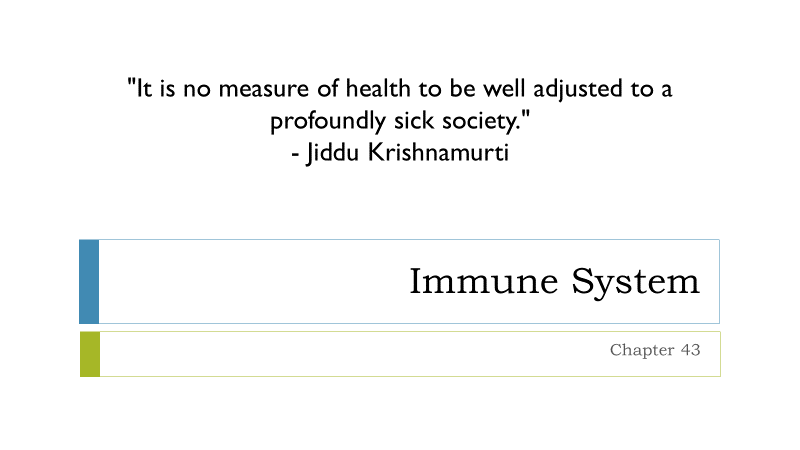 "It is no measure of health to be well adjusted to a
profoundly sick society."
- Jiddu Krishnamurti
Immune System
Chapter 43